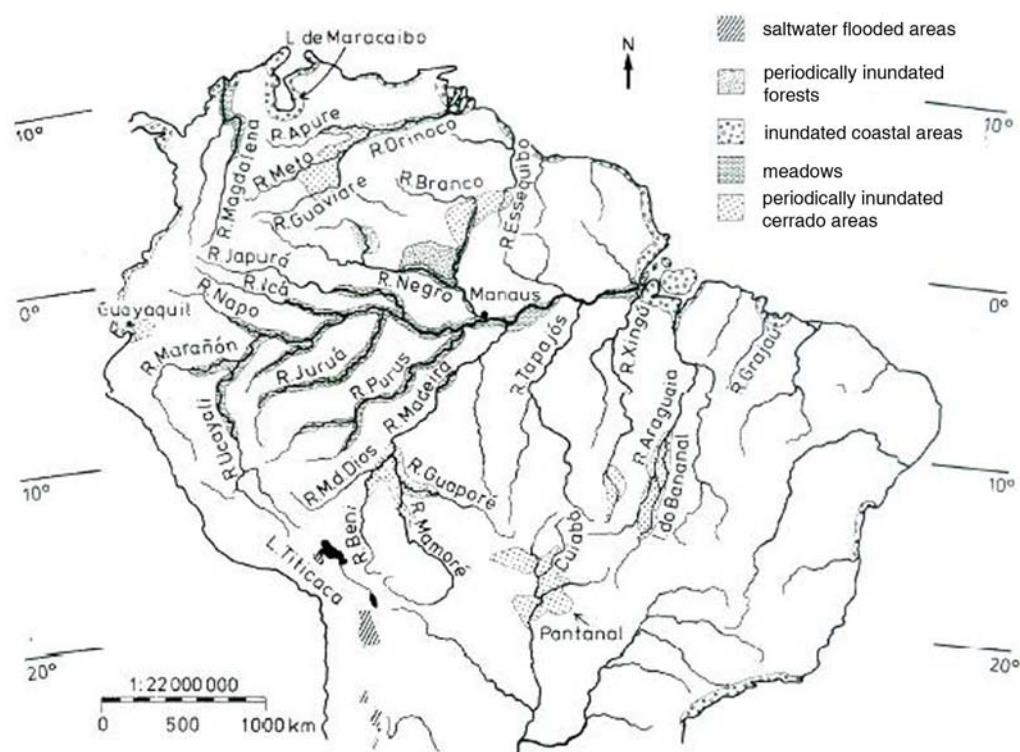 L. de Maracaibo
N
saltwater flooded areas
periodically inundated
forests
inundated coastal areas
meadows
periodically inundated
cerrado areas
10°
10°
R. Apure
R. Orinoco
R. Meta
R. Magdalena
R. Branco
R. Essequibo
R. Guaviare
R. Japurá
R. Içá
R. Negro
Manaus
R. Napo
0°
0°
Guayaquil
R. Marañón
R. Juruá
R. Purus
R. Madeira
R. Tapajós
R. Xingú
R. Araguaia
do Bananal
R. Grajaú
R. Ucayali
R. M. d. Dios
R. Guaporé
10°
10°
R. Beni
R. Mamoré
Cuiabá
L. Titicaca
Pantanal
20°
20°
1:22 000 000
0 500 1000 km